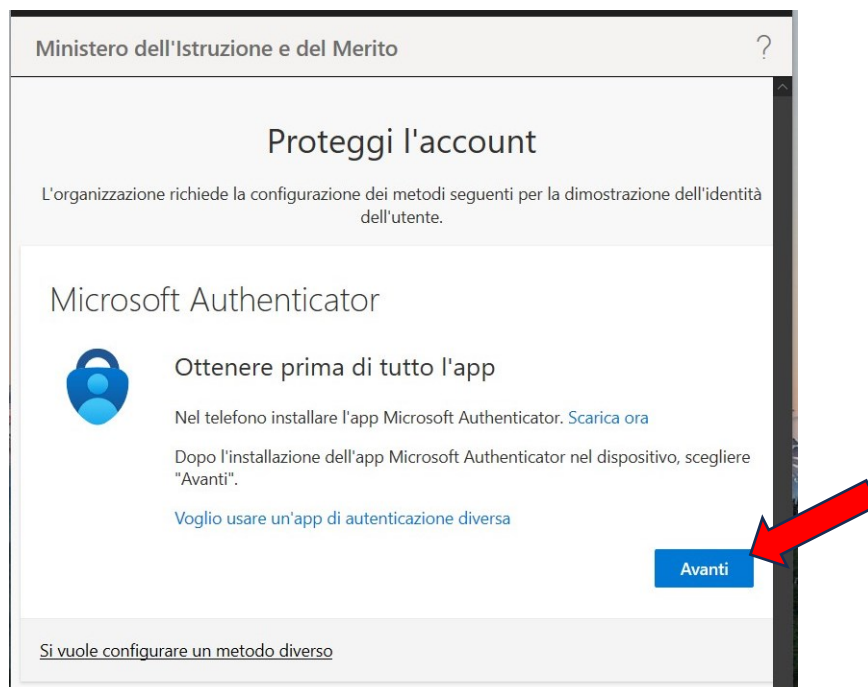 Ministero dell'Istruzione e del Merito
?
Proteggi l'account
L'organizzazione richiede la configurazione dei metodi seguenti per la dimostrazione dell'identità
dell'utente.
Microsoft Authenticator
Ottenere prima di tutto l'app
Nel telefono installare l'app Microsoft Authenticator. Scarica ora
Dopo l'installazione dell'app Microsoft Authenticator nel dispositivo, scegliere
"Avanti".
Voglio usare un'app di autenticazione diversa
Avanti
Si vuole configurare un metodo diverso